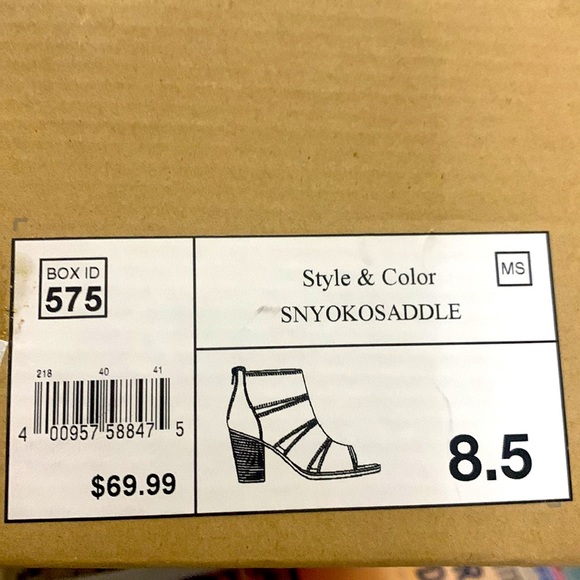 BOX ID
575
218 40 41
4 00957 58847 5
$69.99
Style & Color
SNYOKOSADDLE
MS
8.5